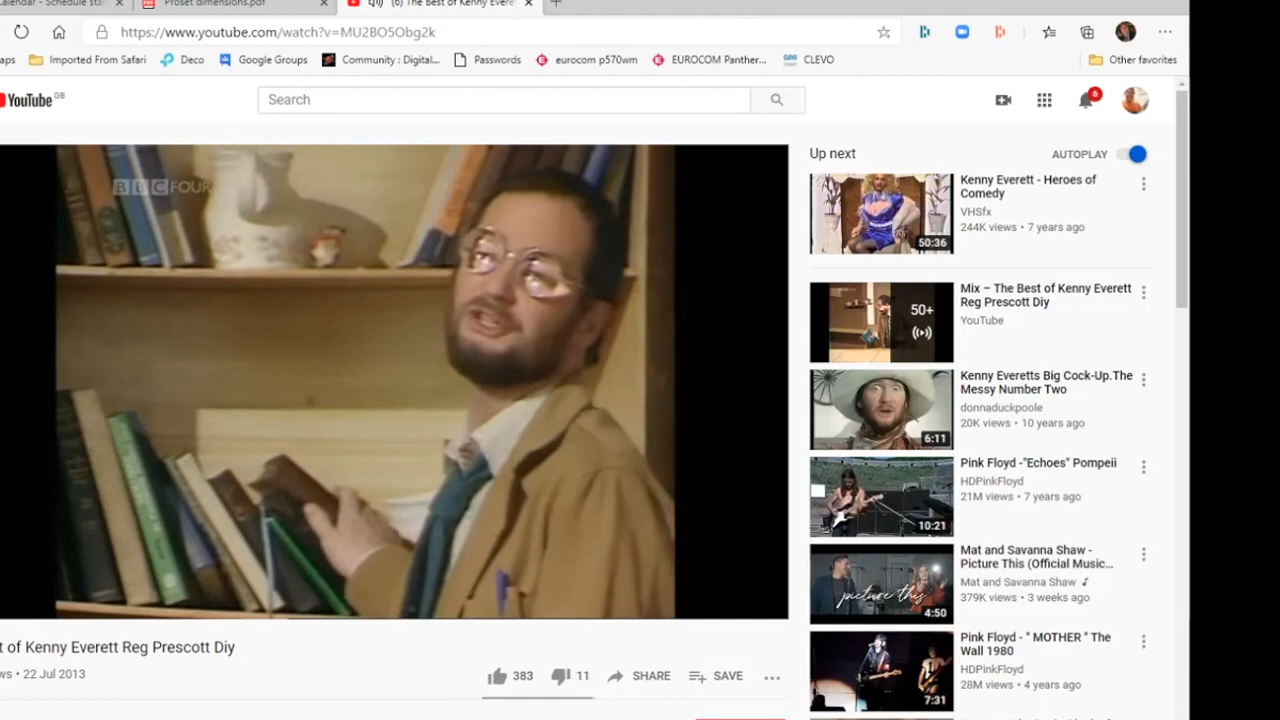 Calendar - Schedule sta
Proset dimensions.pdf
(6) The Best of Kenny Evere
https://www.youtube.com/watch?v=MU2BO5Obg2k
aps
Imported From Safari
Deco
Google Groups
Community : Digital...
Passwords
eurocom p570wm
EUROCOM Panther...
CLEVO
Other favorites
YouTube GB
Search
6
BBC FOUR
Up next
AUTOPLAY
Kenny Everett - Heroes of
Comedy
VHSfx
244K views • 7 years ago
50:36
Mix – The Best of Kenny Everett
Reg Prescott Diy
YouTube
50+
Kenny Everetts Big Cock-Up.The
Messy Number Two
donnaduckpoole
20K views • 10 years ago
6:11
Pink Floyd -"Echoes" Pompeii
HDPinkFloyd
21M views • 7 years ago
10:21
Mat and Savanna Shaw -
Picture This (Official Music...
Mat and Savanna Shaw
379K views • 3 weeks ago
picture this
4:50
Pink Floyd - " MOTHER " The
Wall 1980
HDPinkFloyd
28M views • 4 years ago
7:31
t of Kenny Everett Reg Prescott Diy
ws • 22 Jul 2013
383
11
SHARE
SAVE